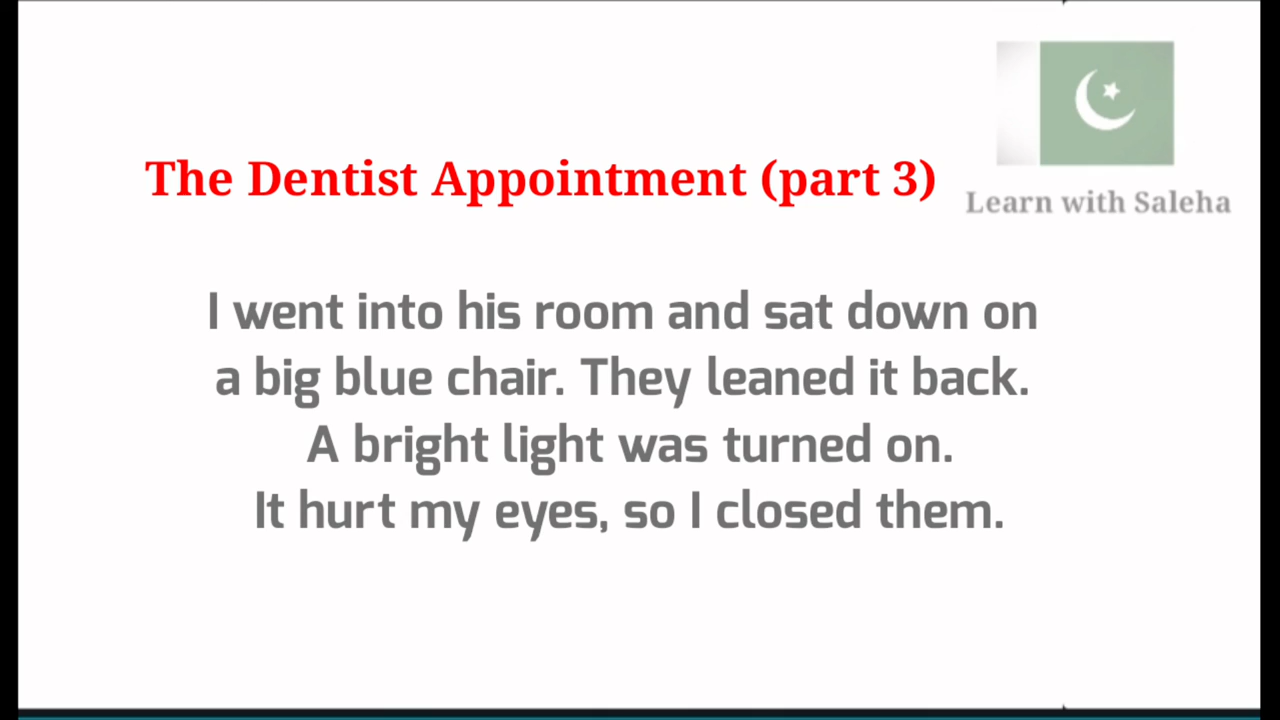 The Dentist Appointment (part 3)
Learn with Saleha
I went into his room and sat down on
a big blue chair. They leaned it back.
A bright light was turned on.
It hurt my eyes, so I closed them.